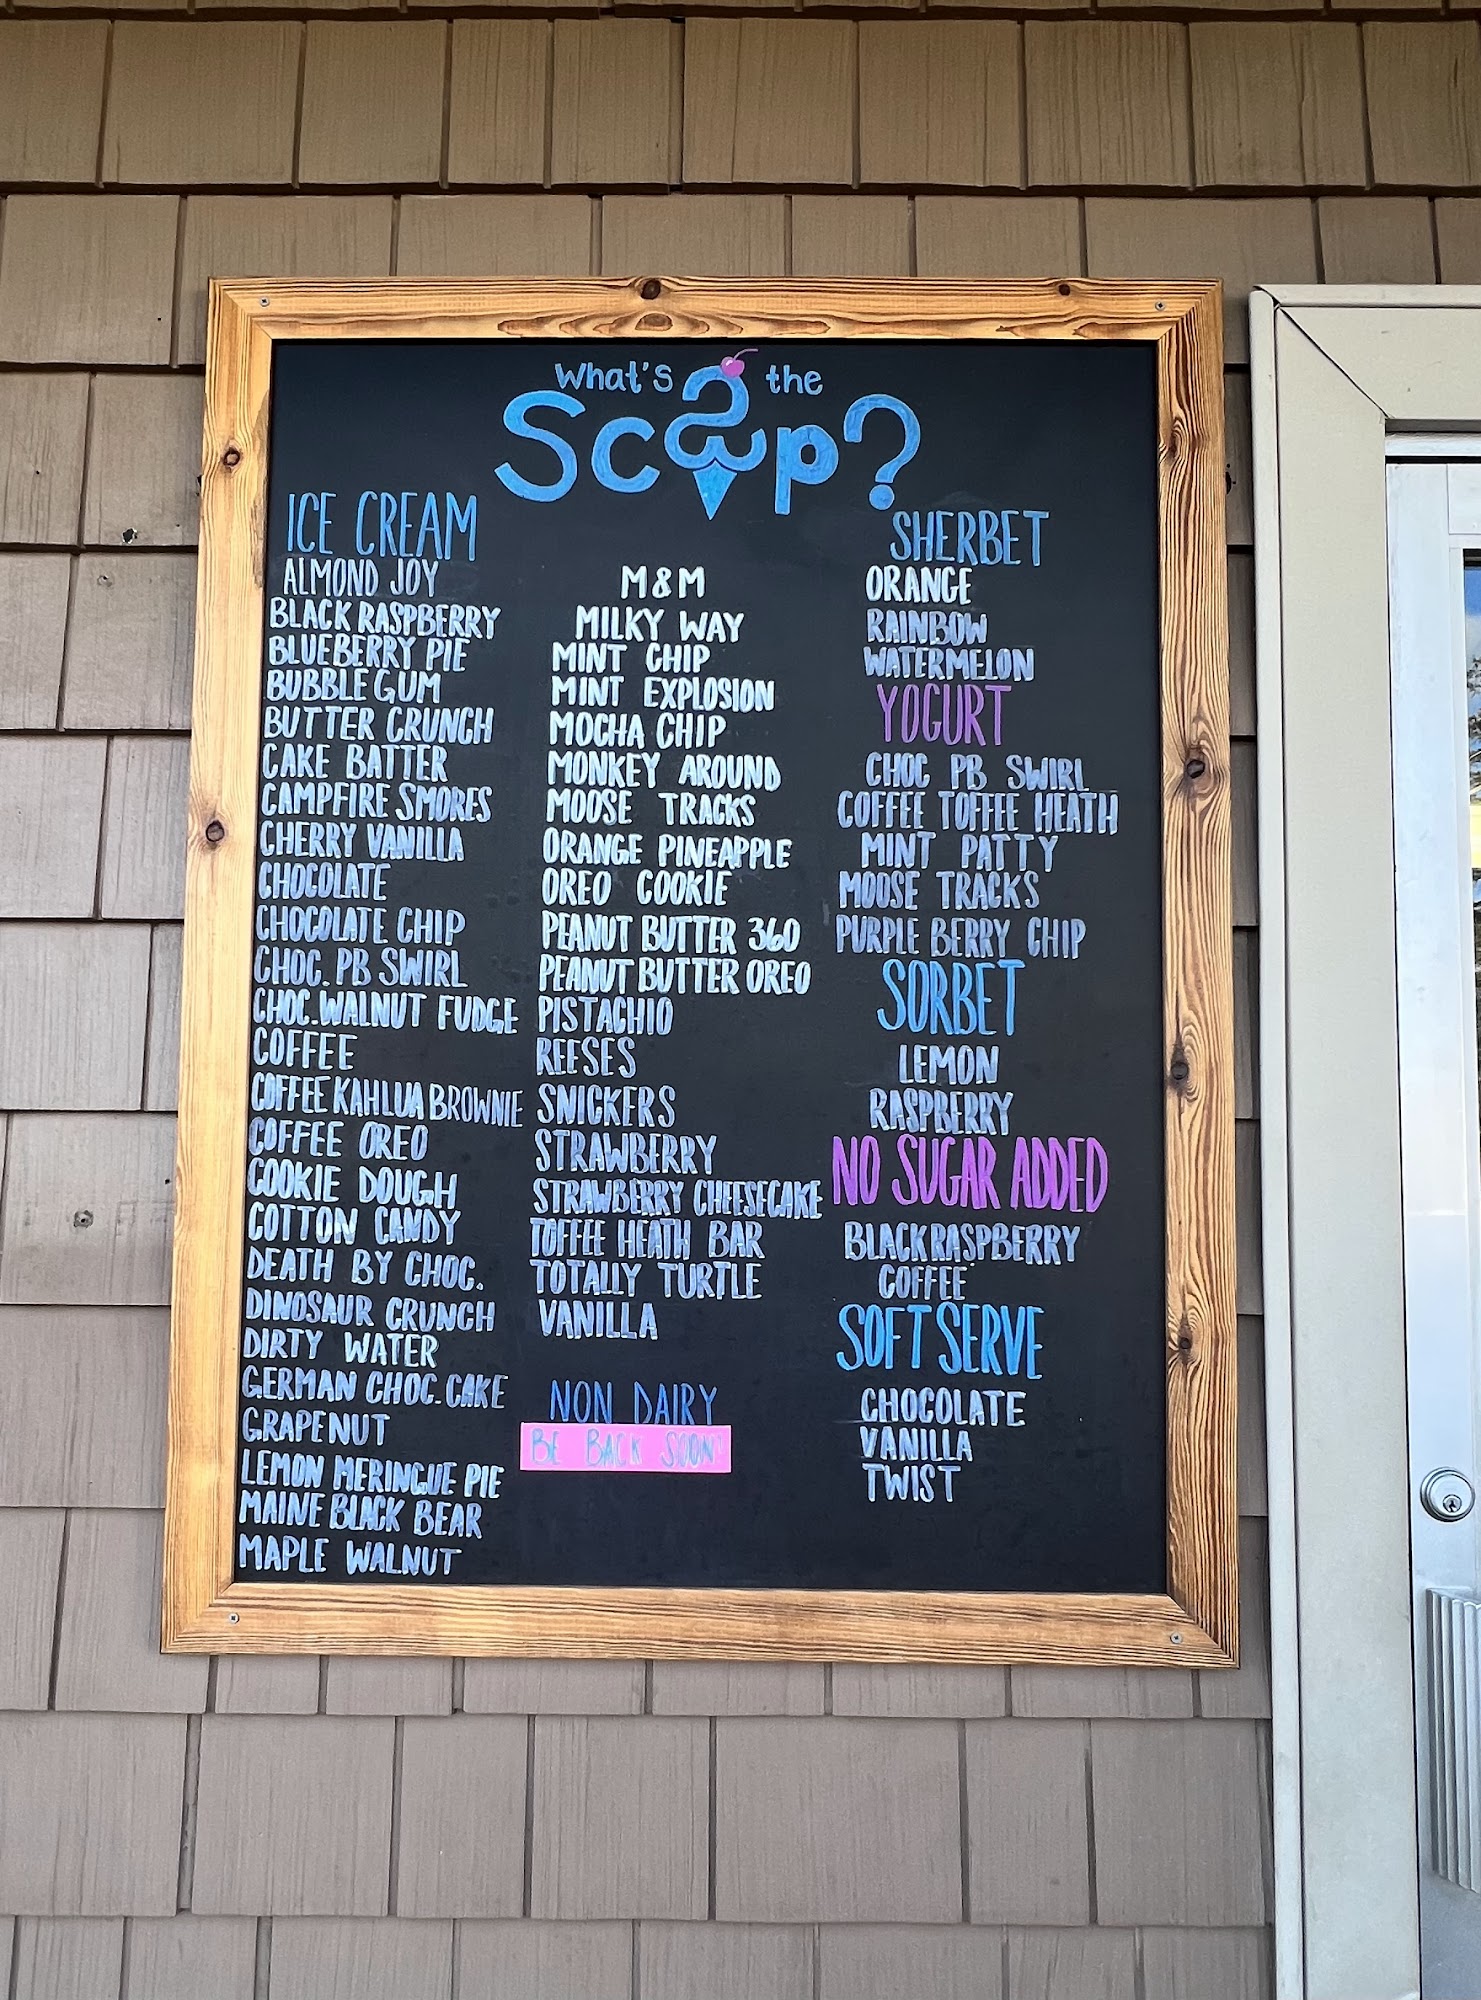 What's the
Scoop?
ICE CREAM
ALMOND JOY
BLACK RASPBERRY
BLUEBERRY PIE
BUBBLE GUM
BUTTER CRUNCH
CAKE BATTER
CAMPFIRE SMORES
CHERRY VANILLA
CHOCOLATE
CHOCOLATE CHIP
CHOC. PB SWIRL
CHOC. WALNUT FUDGE
COFFEE
COFFEE KAHLUA BROWNIE
COFFEE OREO
COOKIE DOUGH
COTTON CANDY
DEATH BY CHOC.
DINOSAUR CRUNCH
DIRTY WATER
GERMAN CHOC. CAKE
GRAPENUT
LEMON MERINGUE PIE
MAINE BLACK BEAR
MAPLE WALNUT
M & M
MILKY WAY
MINT CHIP
MINT EXPLOSION
MOCHA CHIP
MONKEY AROUND
MOOSE TRACKS
ORANGE PINEAPPLE
OREO COOKIE
PEANUT BUTTER 360
PEANUT BUTTER OREO
PISTACHIO
REESES
SNICKERS
STRAWBERRY
STRAWBERRY CHEESECAKE
TOFFEE HEATH BAR
TOTALLY TURTLE
VANILLA
NON DAIRY
BE BACK SOON
SHERBET
ORANGE
RAINBOW
WATERMELON
YOGURT
CHOC PB SWIRL
COFFEE TOFFEE HEATH
MINT PATTY
MOOSE TRACKS
PURPLE BERRY CHIP
SORBET
LEMON
RASPBERRY
NO SUGAR ADDED
BLACK RASPBERRY
COFFEE
SOFT SERVE
CHOCOLATE
VANILLA
TWIST